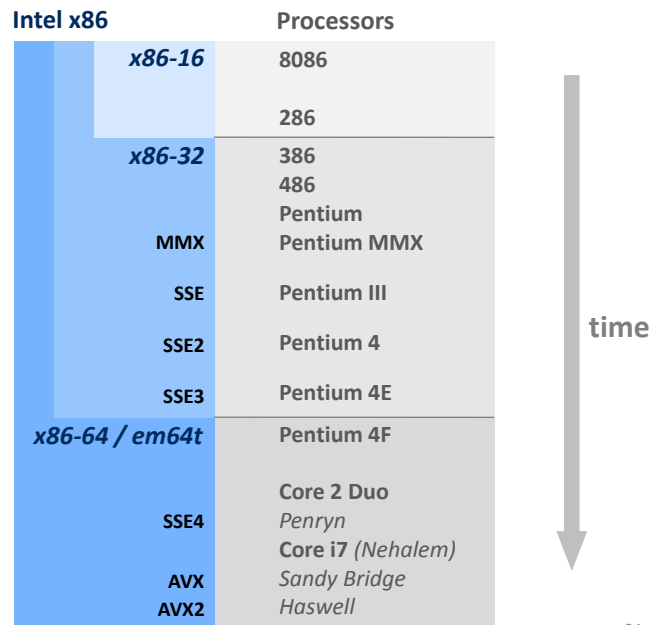 Intel x86 Processors
x86-16 8086
286
x86-32 386
486
Pentium
MMX Pentium MMX
SSE Pentium III
time
SSE2 Pentium 4
SSE3 Pentium 4E
x86-64 / em64t Pentium 4F
Core 2 Duo
SSE4 Penryn
Core i7 (Nehalem)
AVX Sandy Bridge
AVX2 Haswell